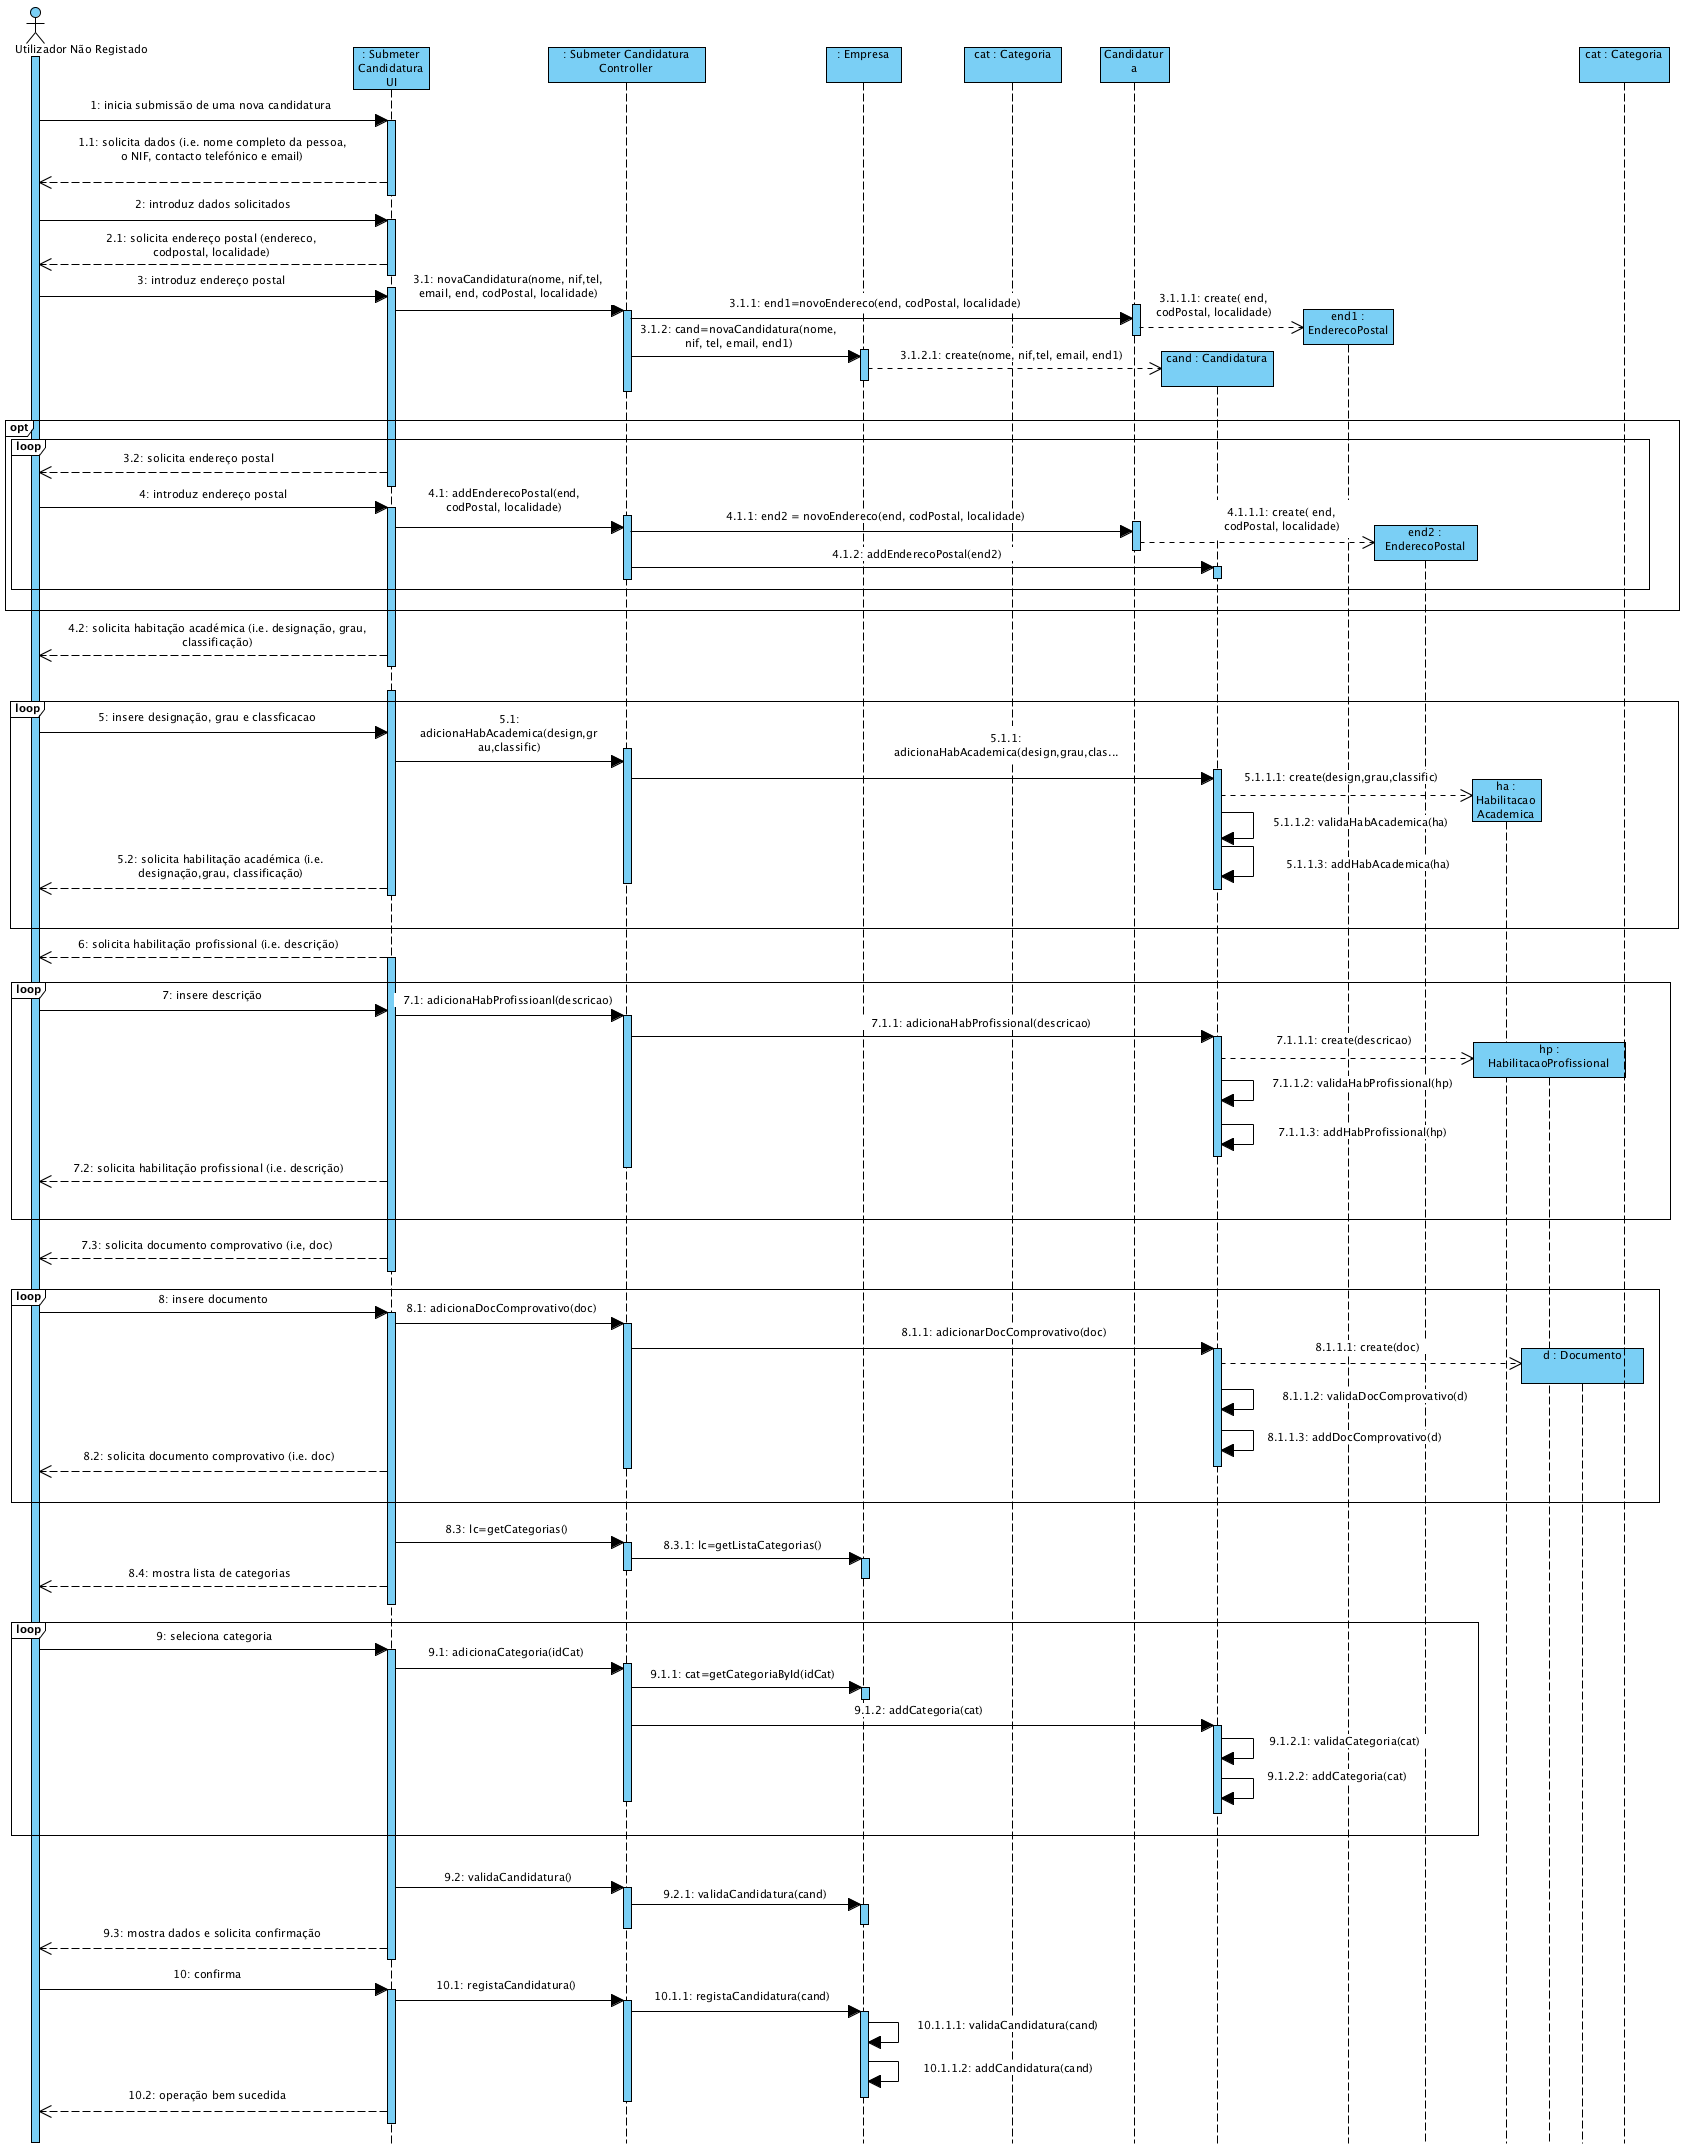 Utilizador Não Registado
: Submeter
Candidatura
UI
: Submeter Candidatura
Controller
: Empresa
cat : Categoria
Candidatur
a
cat : Categoria
1: inicia submissão de uma nova candidatura
1.1: solicita dados (i.e. nome completo da pessoa,
o NIF, contacto telefónico e email)
2: introduz dados solicitados
2.1: solicita endereço postal (endereco,
codpostal, localidade)
3: introduz endereço postal
3.1: novaCandidatura(nome, nif,tel,
email, end, codPostal, localidade)
3.1.1: end1=novoEndereco(end, codPostal, localidade)
3.1.1.1: create( end,
codPostal, localidade)
end1 :
EnderecoPostal
3.1.2: cand=novaCandidatura(nome,
nif, tel, email, end1)
3.1.2.1: create(nome, nif,tel, email, end1)
cand : Candidatura
opt
loop
3.2: solicita endereço postal
4: introduz endereço postal
4.1: addEnderecoPostal(end,
codPostal, localidade)
4.1.1: end2 = novoEndereco(end, codPostal, localidade)
4.1.1.1: create( end,
codPostal, localidade)
end2 :
EnderecoPostal
4.1.2: addEnderecoPostal(end2)
4.2: solicita habitação académica (i.e. designação, grau,
classificação)
loop
5: insere designação, grau e classficacao
5.1:
adicionaHabAcademica(design,gr
au,classific)
5.1.1:
adicionaHabAcademica(design,grau,clas...
5.1.1.1: create(design,grau,classific)
ha :
Habilitacao
Academica
5.1.1.2: validaHabAcademica(ha)
5.1.1.3: addHabAcademica(ha)
5.2: solicita habilitação académica (i.e.
designação,grau, classificação)
6: solicita habilitação profissional (i.e. descrição)
loop
7: insere descrição
7.1: adicionaHabProfissioanl(descricao)
7.1.1: adicionaHabProfissional(descricao)
7.1.1.1: create(descricao)
hp :
HabilitacaoProfissional
7.1.1.2: validaHabProfissional(hp)
7.1.1.3: addHabProfissional(hp)
7.2: solicita habilitação profissional (i.e. descrição)
7.3: solicita documento comprovativo (i.e, doc)
loop
8: insere documento
8.1: adicionaDocComprovativo(doc)
8.1.1: adicionarDocComprovativo(doc)
8.1.1.1: create(doc)
d : Documento
8.1.1.2: validaDocComprovativo(d)
8.1.1.3: addDocComprovativo(d)
8.2: solicita documento comprovativo (i.e. doc)
8.3: lc=getCategorias()
8.3.1: lc=getListaCategorias()
8.4: mostra lista de categorias
loop
9: seleciona categoria
9.1: adicionaCategoria(idCat)
9.1.1: cat=getCategoriaById(idCat)
9.1.2: addCategoria(cat)
9.1.2.1: validaCategoria(cat)
9.1.2.2: addCategoria(cat)
9.2: validaCandidatura()
9.2.1: validaCandidatura(cand)
9.3: mostra dados e solicita confirmação
10: confirma
10.1: registaCandidatura()
10.1.1: registaCandidatura(cand)
10.1.1.1: validaCandidatura(cand)
10.1.1.2: addCandidatura(cand)
10.2: operação bem sucedida